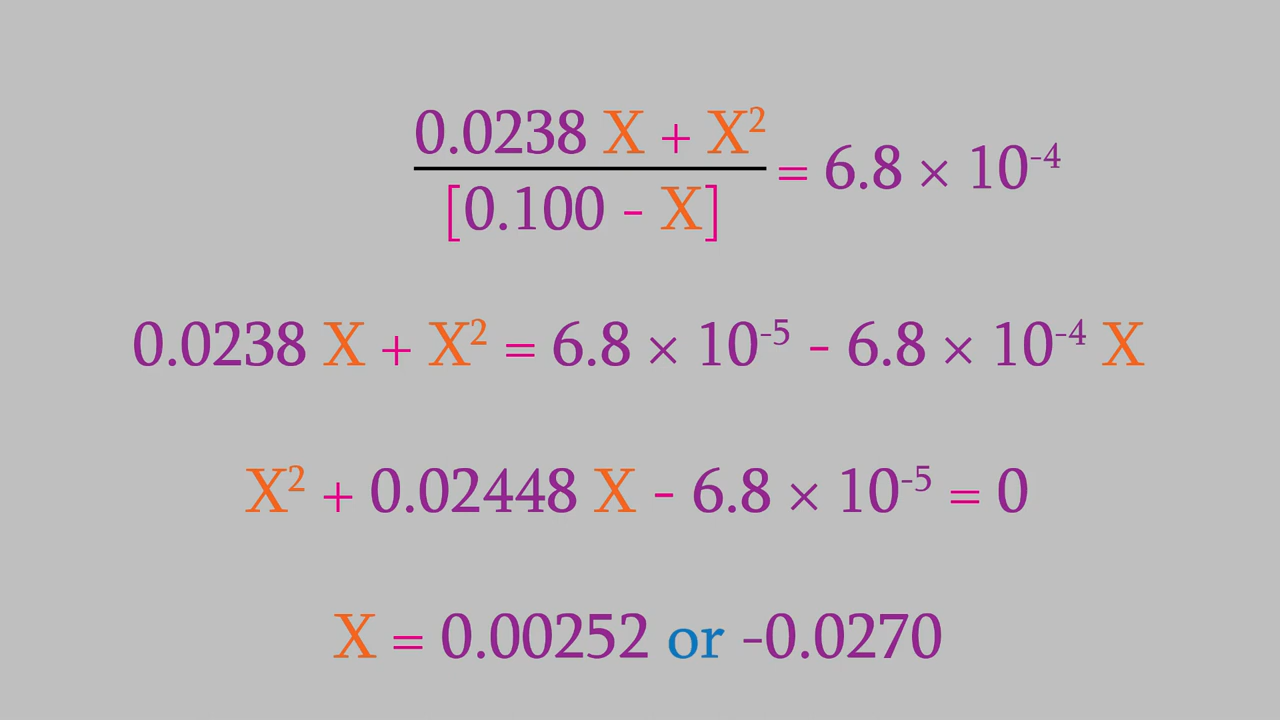 0.0238 X + X²
[0.100 - X]
= 6.8 × 10⁻⁴
0.0238 X + X² = 6.8 × 10⁻⁵ - 6.8 × 10⁻⁴ X
X² + 0.02448 X - 6.8 × 10⁻⁵ = 0
X = 0.00252 or -0.0270